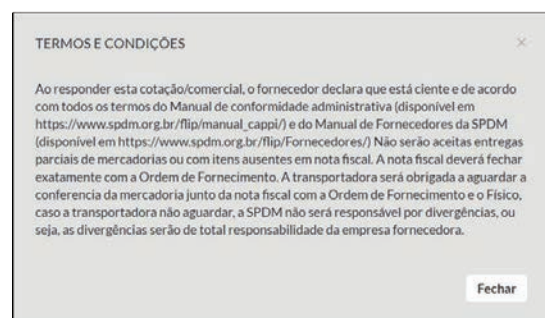 TERMOS E CONDIÇÕES ×
Ao responder esta cotação/comercial, o fornecedor declara que está ciente e de acordo
com todos os termos do Manual de conformidade administrativa (disponível em
https://www.spdm.org.br/flip/manual_cappi/) e do Manual de Fornecedores da SPDM
(disponível em https://www.spdm.org.br/flip/Fornecedores/) Não serão aceitas entregas
parciais de mercadorias ou com itens ausentes em nota fiscal. A nota fiscal deverá fechar
exatamente com a Ordem de Fornecimento. A transportadora será obrigada a aguardar a
conferencia da mercadoria junto da nota fiscal com a Ordem de Fornecimento e o Físico,
caso a transportadora não aguardar, a SPDM não será responsável por divergências, ou
seja, as divergências serão de total responsabilidade da empresa fornecedora.
Fechar